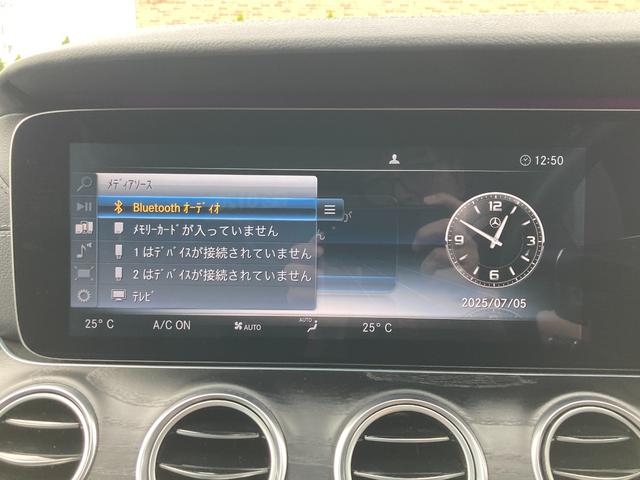 12:50
メディアソース
Bluetooth オーディオ
が
メモリーカードが入っていません
ん
1 はデバイスが接続されていません
2 はデバイスが接続されていません
テレビ
12
3
6
9
2025/07/05
25° C
A/C ON
AUTO
AUTO
25° C